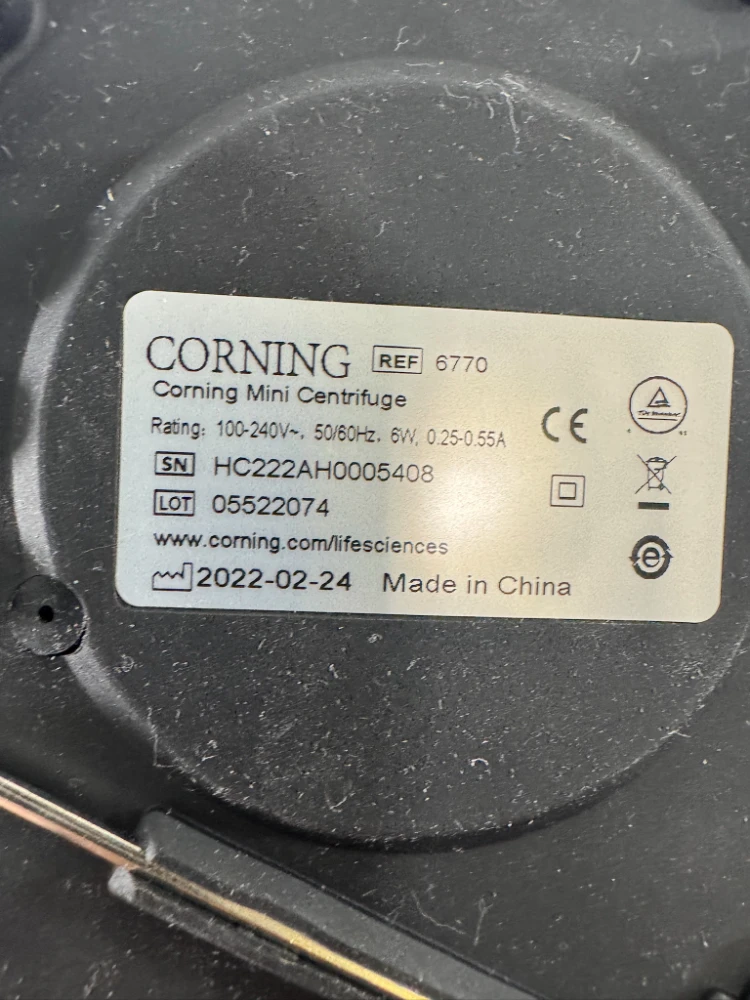 CORNING REF 6770
Corning Mini Centrifuge
Rating: 100-240V~, 50/60Hz, 6W, 0.25-0.55A
CE
SN HC222AH0005408
LOT 05522074
www.corning.com/lifesciences
2022-02-24 Made in China
e